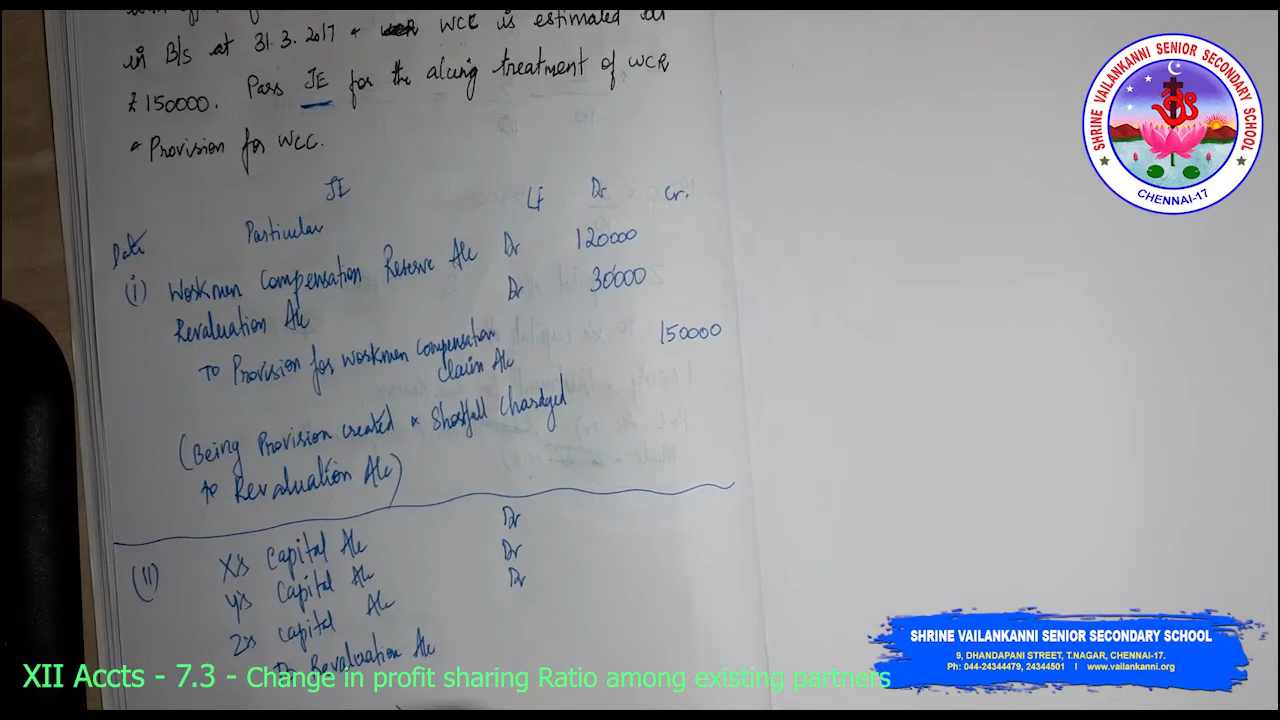 in B/s at 31.3.2017 & WCC is estimated at
₹150000. Pass JE for the acing treatment of WCR
& Provision for WCC.
JE
Date Particular Lf Dr Cr.
(i) Workmen Compensation Reserve A/c Dr 120000
Revaluation A/c Dr 30000
To Provision for Workmen Compensation Claim A/c 150000
(Being Provision created & Shortfall Charged
to Revaluation A/c)
(ii) X's Capital A/c Dr
Y's Capital A/c Dr
Z's Capital A/c Dr
To Revaluation A/c
SHRINE VAILANKANNI SENIOR SECONDARY SCHOOL
CHENNAI-17
SHRINE VAILANKANNI SENIOR SECONDARY SCHOOL
9, DHANDAPANI STREET, T.NAGAR, CHENNAI-17.
Ph: 044-24344479, 24344501 I www.vailankanni.org
XII Accts - 7.3 - Change in profit sharing Ratio among existing partners